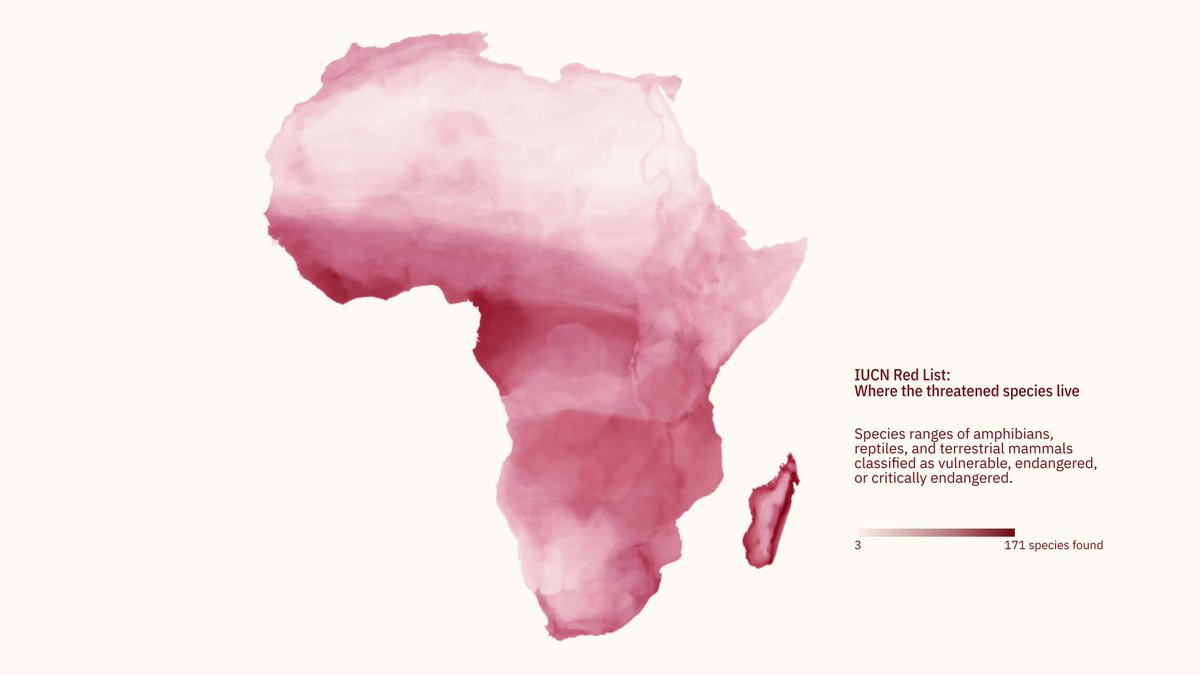 IUCN Red List:
Where the threatened species live
Species ranges of amphibians,
reptiles, and terrestrial mammals
classified as vulnerable, endangered,
or critically endangered.
3
171 species found